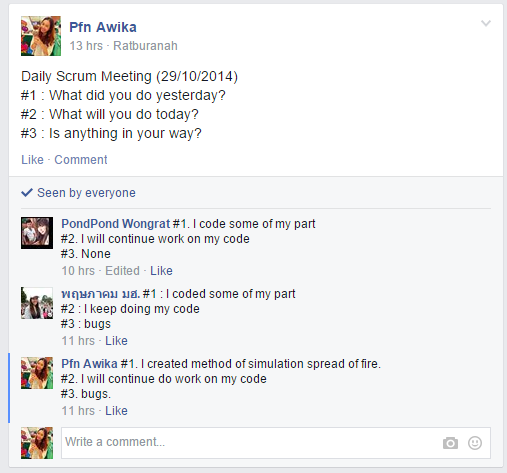 Pfn Awika
13 hrs · Ratburanah
Daily Scrum Meeting (29/10/2014)
#1 : What did you do yesterday?
#2 : What will you do today?
#3 : Is anything in your way?
Like · Comment
Seen by everyone
PondPond Wongrat #1. I code some of my part
#2. I will continue work on my code
#3. None
10 hrs · Edited · Like
พฤษภาคม มฮ. #1 : I coded some of my part
#2 : I keep doing my code
#3 : bugs
11 hrs · Like
Pfn Awika #1. I created method of simulation spread of fire.
#2. I will continue do work on my code
#3. bugs.
11 hrs · Like
Write a comment...